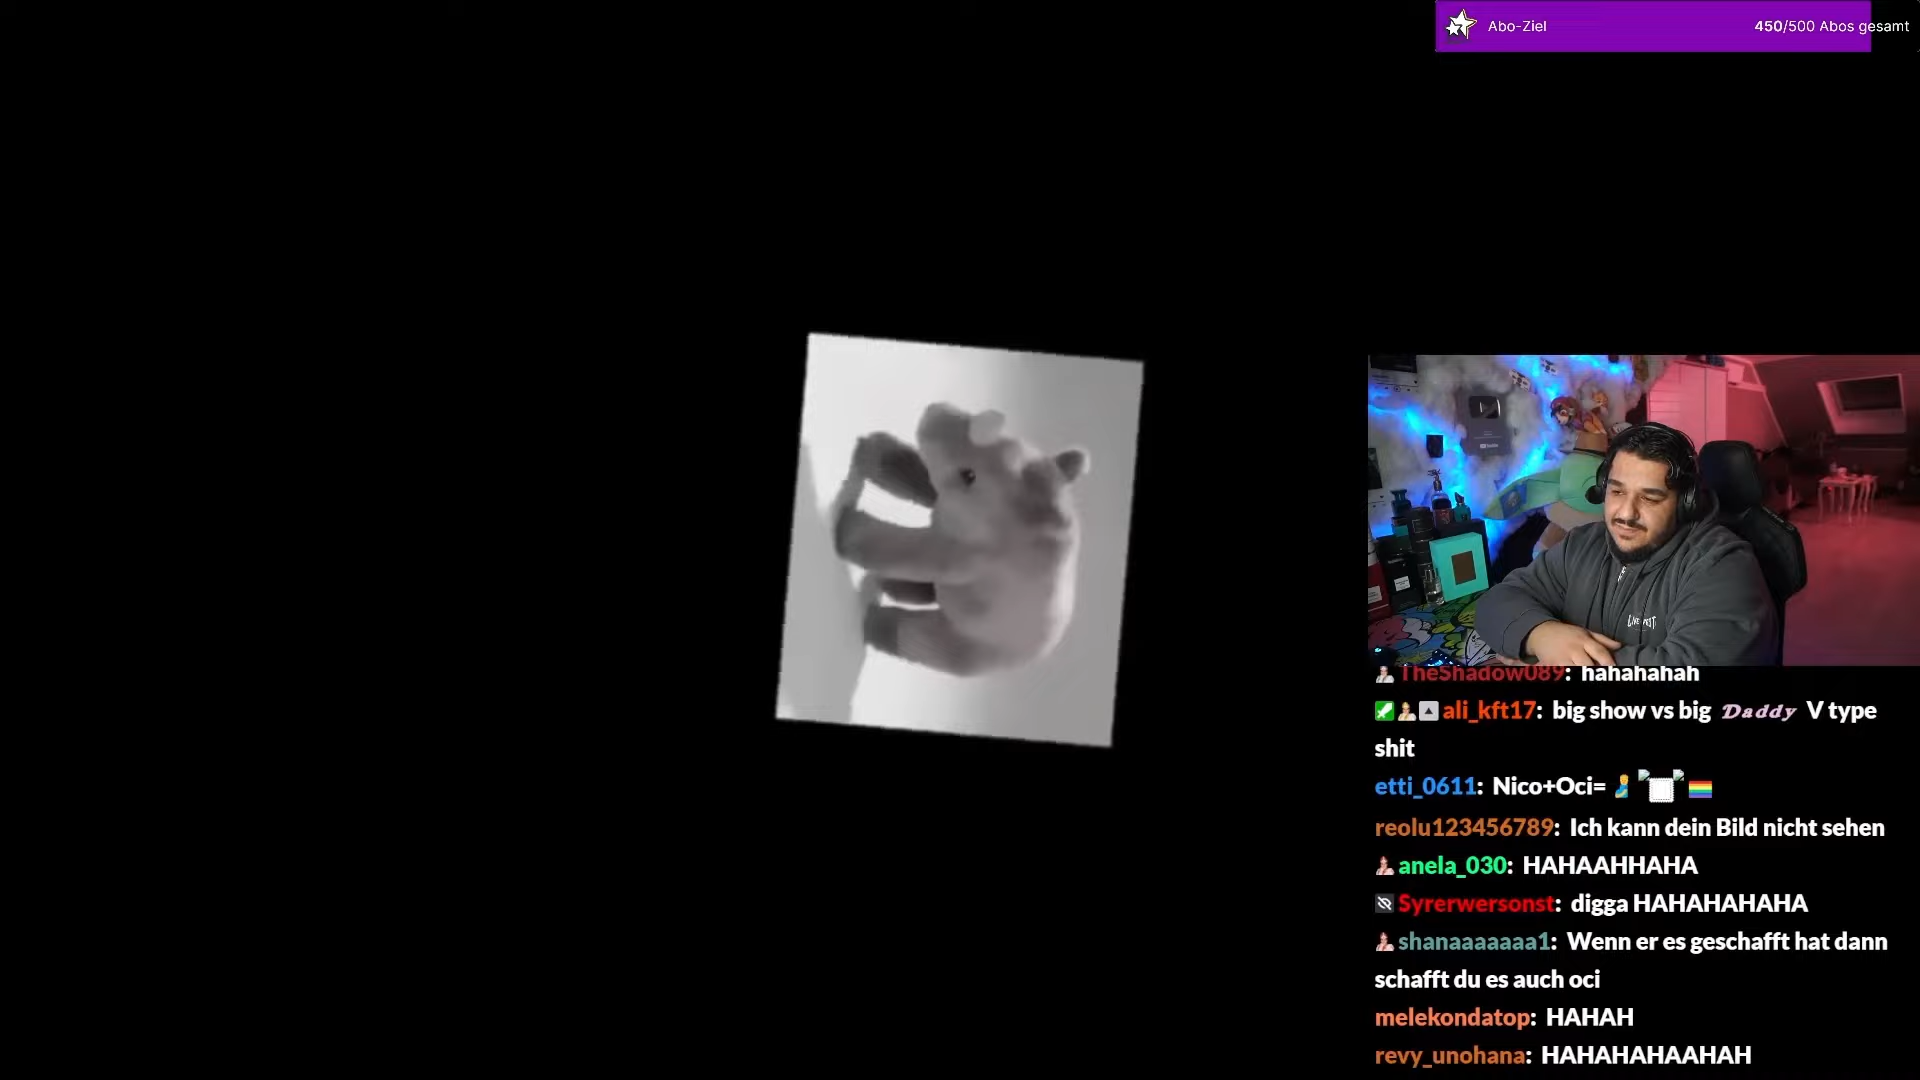 Abo-Ziel 450/500 Abos gesamt
TheShadow089: hahahahah
ali_kft17: big show vs big Daddy V type
shit
etti_0611: Nico+Oci=
reolu123456789: Ich kann dein Bild nicht sehen
anela_030: HAHAAHHAHA
Syrerwersonst: digga HAHAHAHAHA
shanaaaaaaa1: Wenn er es geschafft hat dann
schafft du es auch oci
melekondatop: HAHAH
revy_unohana: HAHAHAHAAHAH